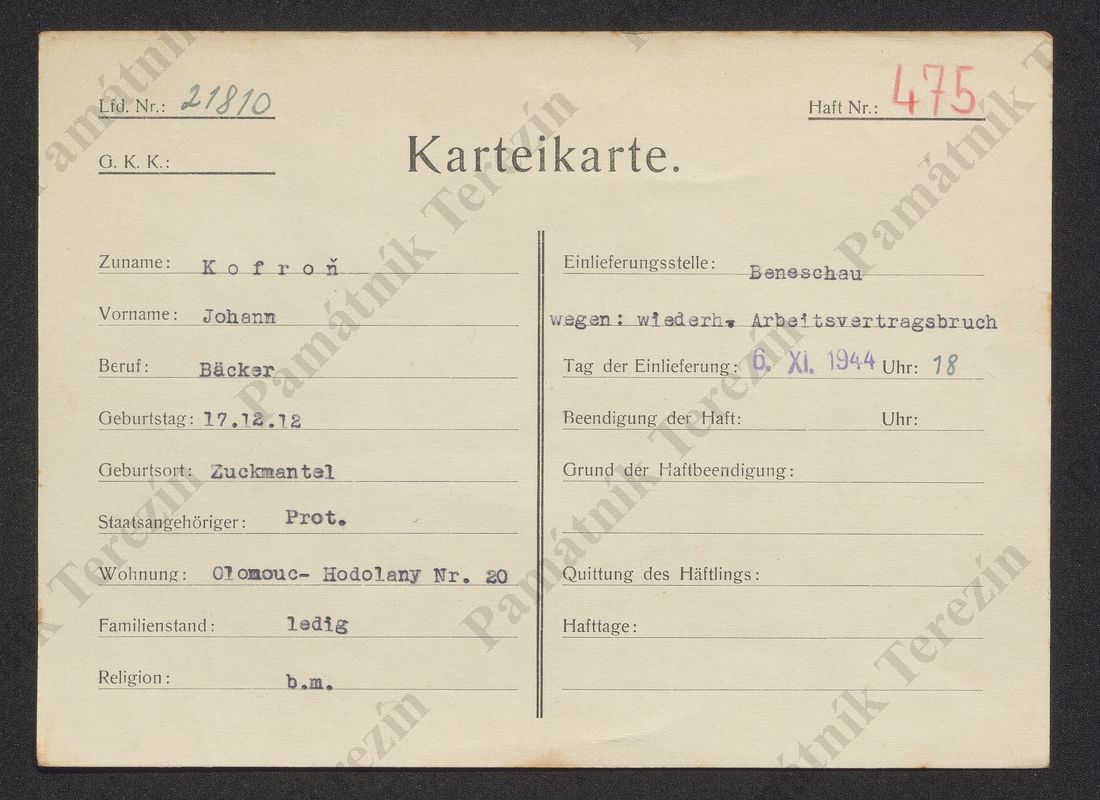 Lfd. Nr.: 21810
Haft Nr.: 475
G. K. K.:
Karteikarte.
Zuname: Kofroň
Vorname: Johann
Beruf: Bäcker
Geburtstag: 17.12.12
Geburtsort: Zuckmantel
Staatsangehöriger: Prot.
Wohnung: Olomouc- Hodolany Nr. 20
Familienstand: ledig
Religion: b.m.
Einlieferungsstelle: Beneschau
wegen: wiederh. Arbeitsvertragsbruch
Tag der Einlieferung: 6. XI. 1944 Uhr: 18
Beendigung der Haft: Uhr:
Grund der Haftbeendigung:
Quittung des Häftlings:
Hafttage:
Památník Terezín